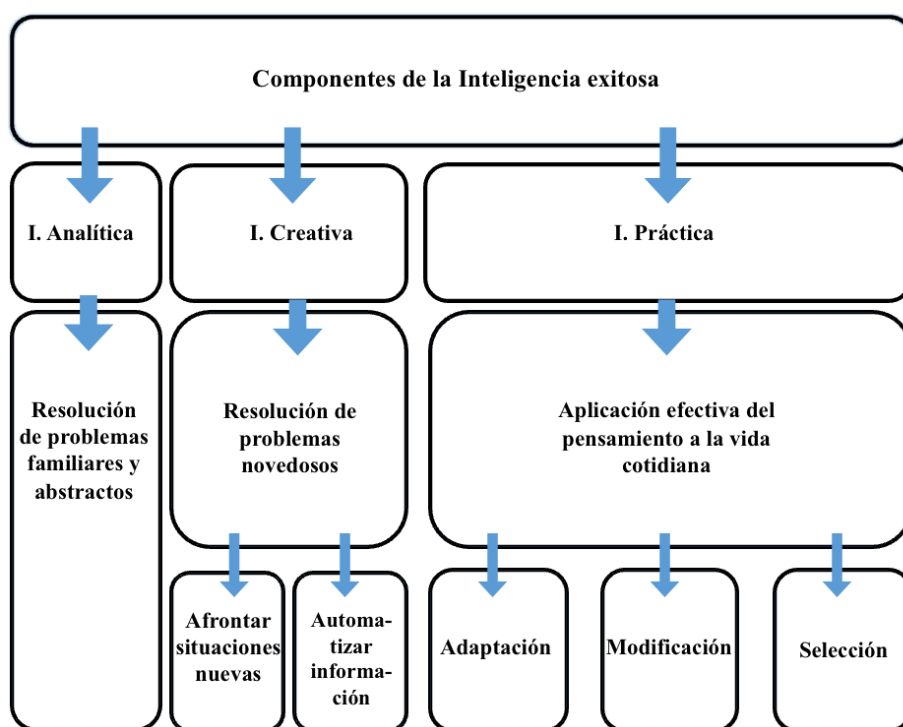 Componentes de la Inteligencia exitosa
I. Analítica
I. Creativa
I. Práctica
Resolución
de problemas
familiares y
abstractos
Resolución de
problemas
novedosos
Aplicación efectiva del
pensamiento a la vida
cotidiana
Afrontar
situaciones
nuevas
Automa-
tizar
informa-
ción
Adaptación
Modificación
Selección